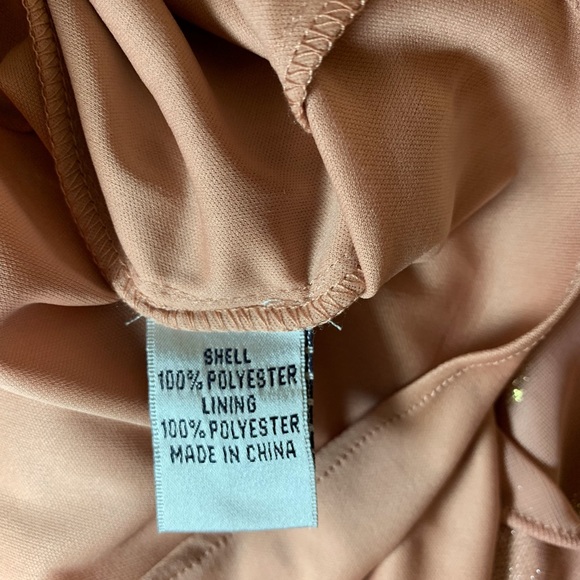 SHELL
100% POLYESTER
LINING
100% POLYESTER
MADE IN CHINA